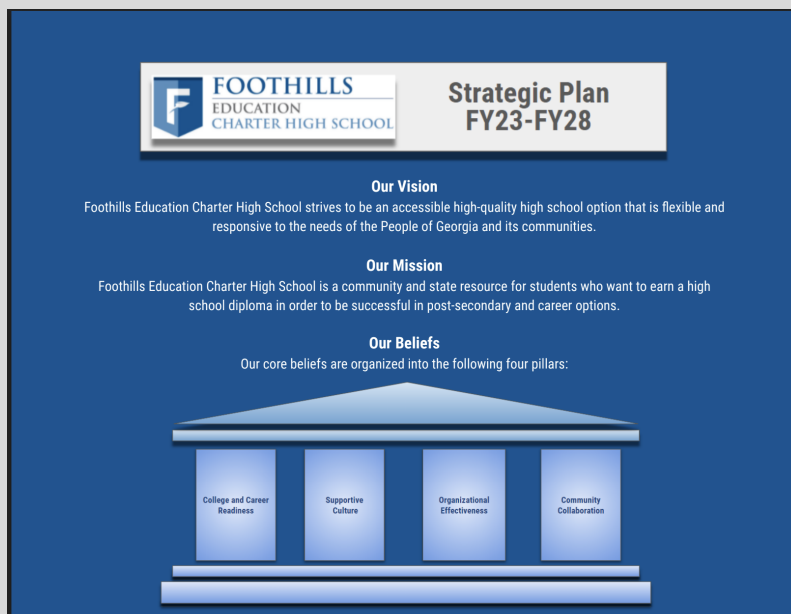 FOOTHILLS
EDUCATION
CHARTER HIGH SCHOOL
Strategic Plan
FY23-FY28
Our Vision
Foothills Education Charter High School strives to be an accessible high-quality high school option that is flexible and
responsive to the needs of the People of Georgia and its communities.
Our Mission
Foothills Education Charter High School is a community and state resource for students who want to earn a high
school diploma in order to be successful in post-secondary and career options.
Our Beliefs
Our core beliefs are organized into the following four pillars:
College and Career
Readiness
Supportive
Culture
Organizational
Effectiveness
Community
Collaboration